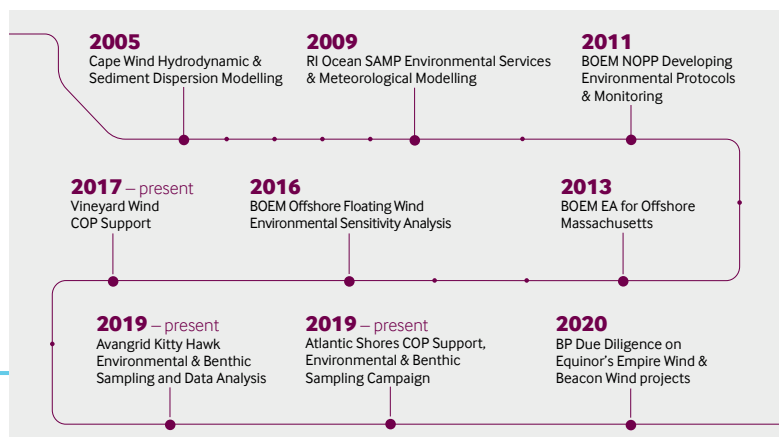 2005
Cape Wind Hydrodynamic &
Sediment Dispersion Modelling
2009
RI Ocean SAMP Environmental Services
& Meteorological Modelling
2011
BOEM NOPP Developing
Environmental Protocols
& Monitoring
2013
BOEM EA for Offshore
Massachusetts
2016
BOEM Offshore Floating Wind
Environmental Sensitivity Analysis
2017 – present
Vineyard Wind
COP Support
2019 – present
Avangrid Kitty Hawk
Environmental & Benthic
Sampling and Data Analysis
2019 – present
Atlantic Shores COP Support,
Environmental & Benthic
Sampling Campaign
2020
BP Due Diligence on
Equinor's Empire Wind &
Beacon Wind projects